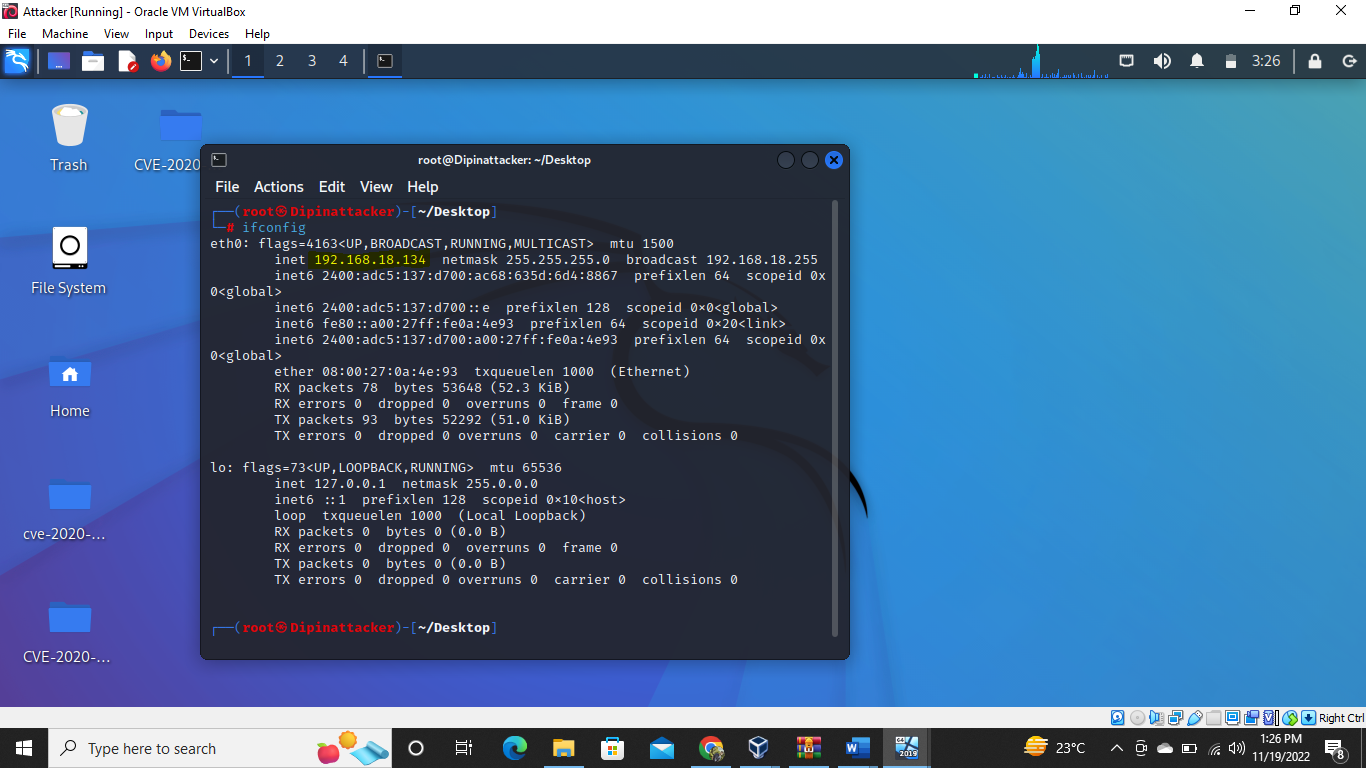 Attacker [Running] - Oracle VM VirtualBox
File Machine View Input Devices Help
1 2 3 4 3:26
Trash
CVE-2020
File System
Home
cve-2020-...
CVE-2020-...
root@Dipinattacker: ~/Desktop
File Actions Edit View Help
┌──(root㉿Dipinattacker)-[~/Desktop]
└─# ifconfig
eth0: flags=4163<UP,BROADCAST,RUNNING,MULTICAST>  mtu 1500
        inet 192.168.18.134  netmask 255.255.255.0  broadcast 192.168.18.255
        inet6 2400:adc5:137:d700:ac68:635d:6d4:8867  prefixlen 64  scopeid 0x
0<global>
        inet6 2400:adc5:137:d700::e  prefixlen 128  scopeid 0x0<global>
        inet6 fe80::a00:27ff:fe0a:4e93  prefixlen 64  scopeid 0x20<link>
        inet6 2400:adc5:137:d700:a00:27ff:fe0a:4e93  prefixlen 64  scopeid 0x
0<global>
        ether 08:00:27:0a:4e:93  txqueuelen 1000  (Ethernet)
        RX packets 78  bytes 53648 (52.3 KiB)
        RX errors 0  dropped 0  overruns 0  frame 0
        TX packets 93  bytes 52292 (51.0 KiB)
        TX errors 0  dropped 0 overruns 0  carrier 0  collisions 0
lo: flags=73<UP,LOOPBACK,RUNNING>  mtu 65536
        inet 127.0.0.1  netmask 255.0.0.0
        inet6 ::1  prefixlen 128  scopeid 0x10<host>
        loop  txqueuelen 1000  (Local Loopback)
        RX packets 0  bytes 0 (0.0 B)
        RX errors 0  dropped 0  overruns 0  frame 0
        TX packets 0  bytes 0 (0.0 B)
        TX errors 0  dropped 0 overruns 0  carrier 0  collisions 0
┌──(root㉿Dipinattacker)-[~/Desktop]
Right Ctrl
Type here to search
2019
23°C
1:26 PM
11/19/2022
8